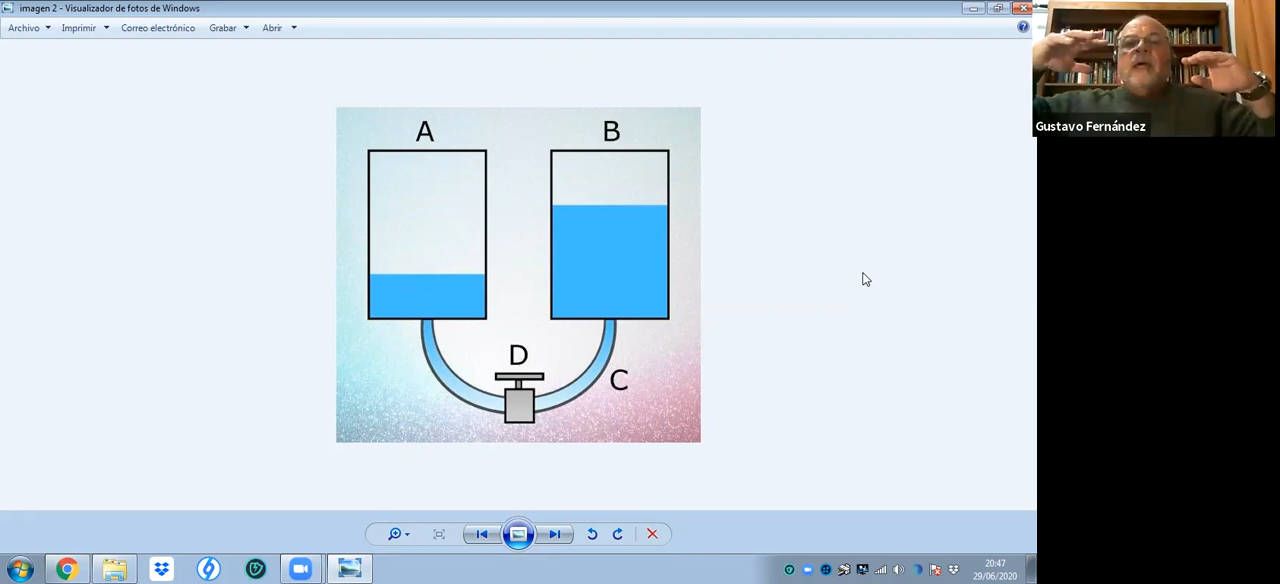 imagen 2 - Visualizador de fotos de Windows
Archivo Imprimir Correo electrónico Grabar Abrir
Gustavo Fernández
A B
D
C
20:47
29/06/2020